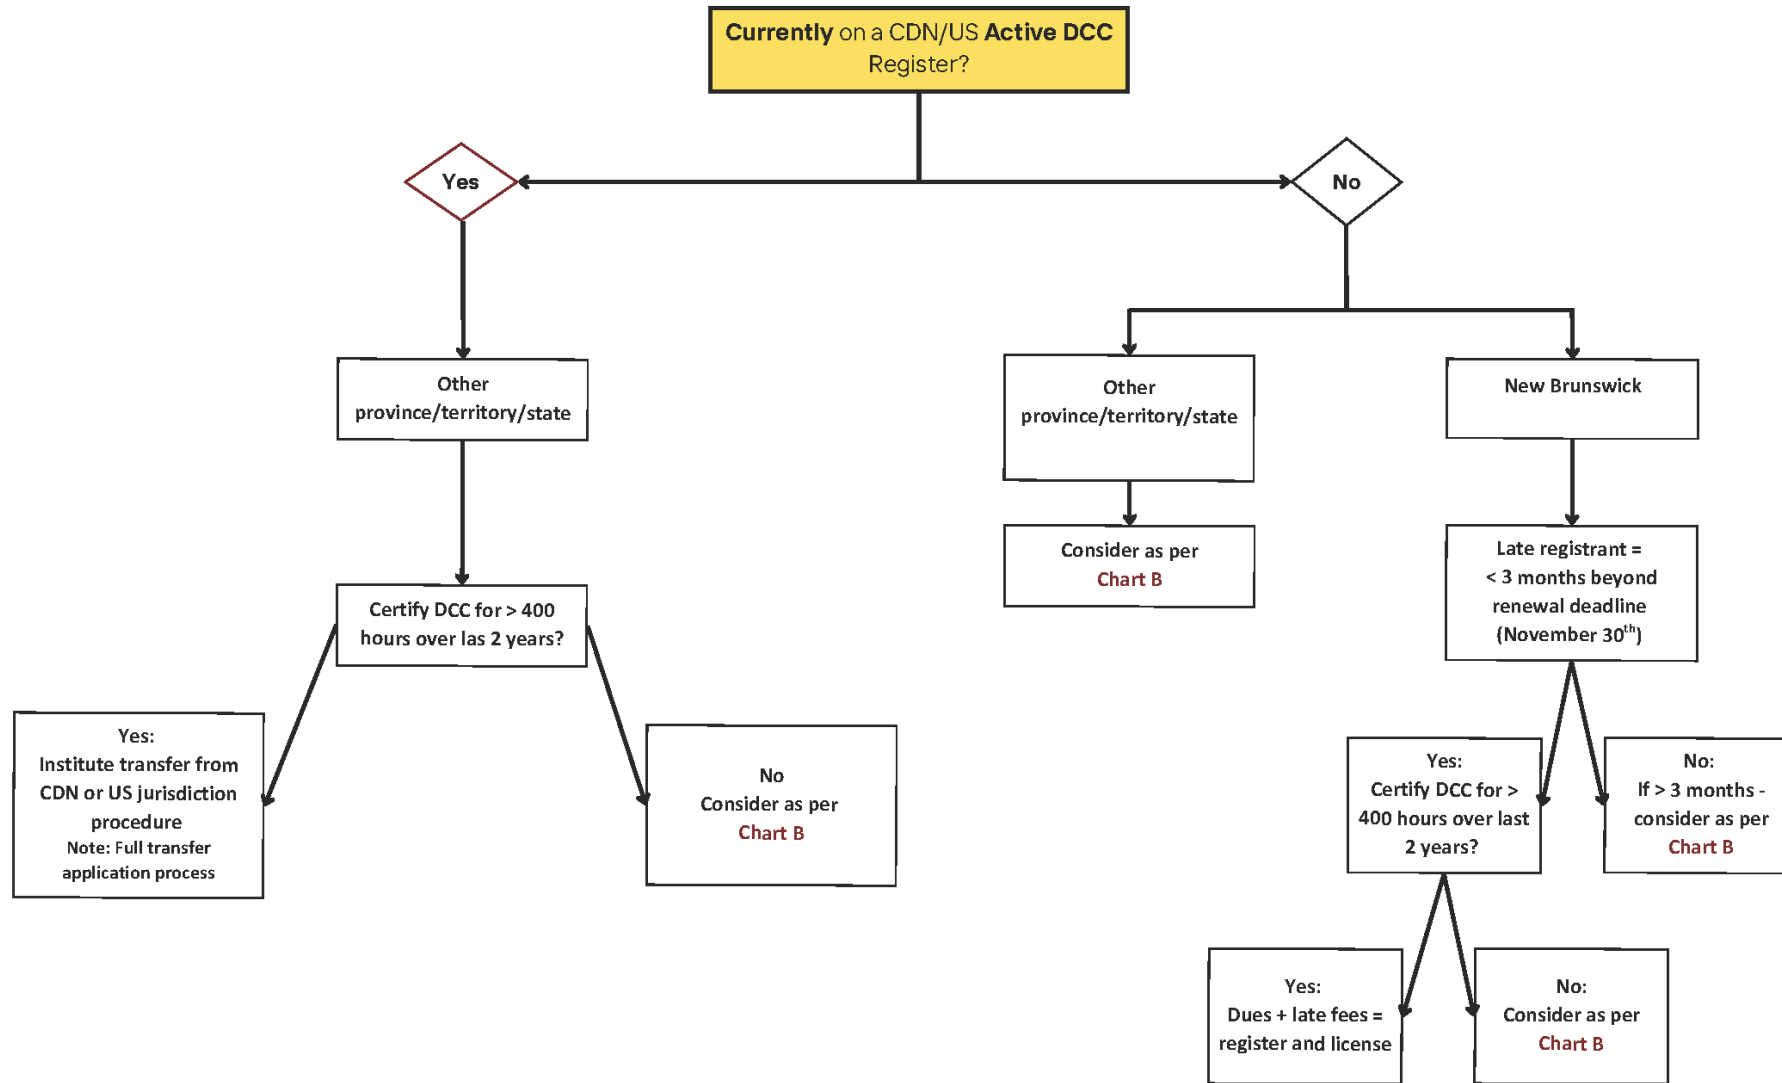 Currently on a CDN/US Active DCC
Register?
Yes
No
Other
province/territory/state
Other
province/territory/state
New Brunswick
Consider as per
Chart B
Late registrant =
< 3 months beyond
renewal deadline
(November 30th)
Certify DCC for > 400
hours over las 2 years?
Yes:
Institute transfer from
CDN or US jurisdiction
procedure
Note: Full transfer
application process
No
Consider as per
Chart B
Yes:
Certify DCC for >
400 hours over last
2 years?
No:
If > 3 months -
consider as per
Chart B
Yes:
Dues + late fees =
register and license
No:
Consider as per
Chart B